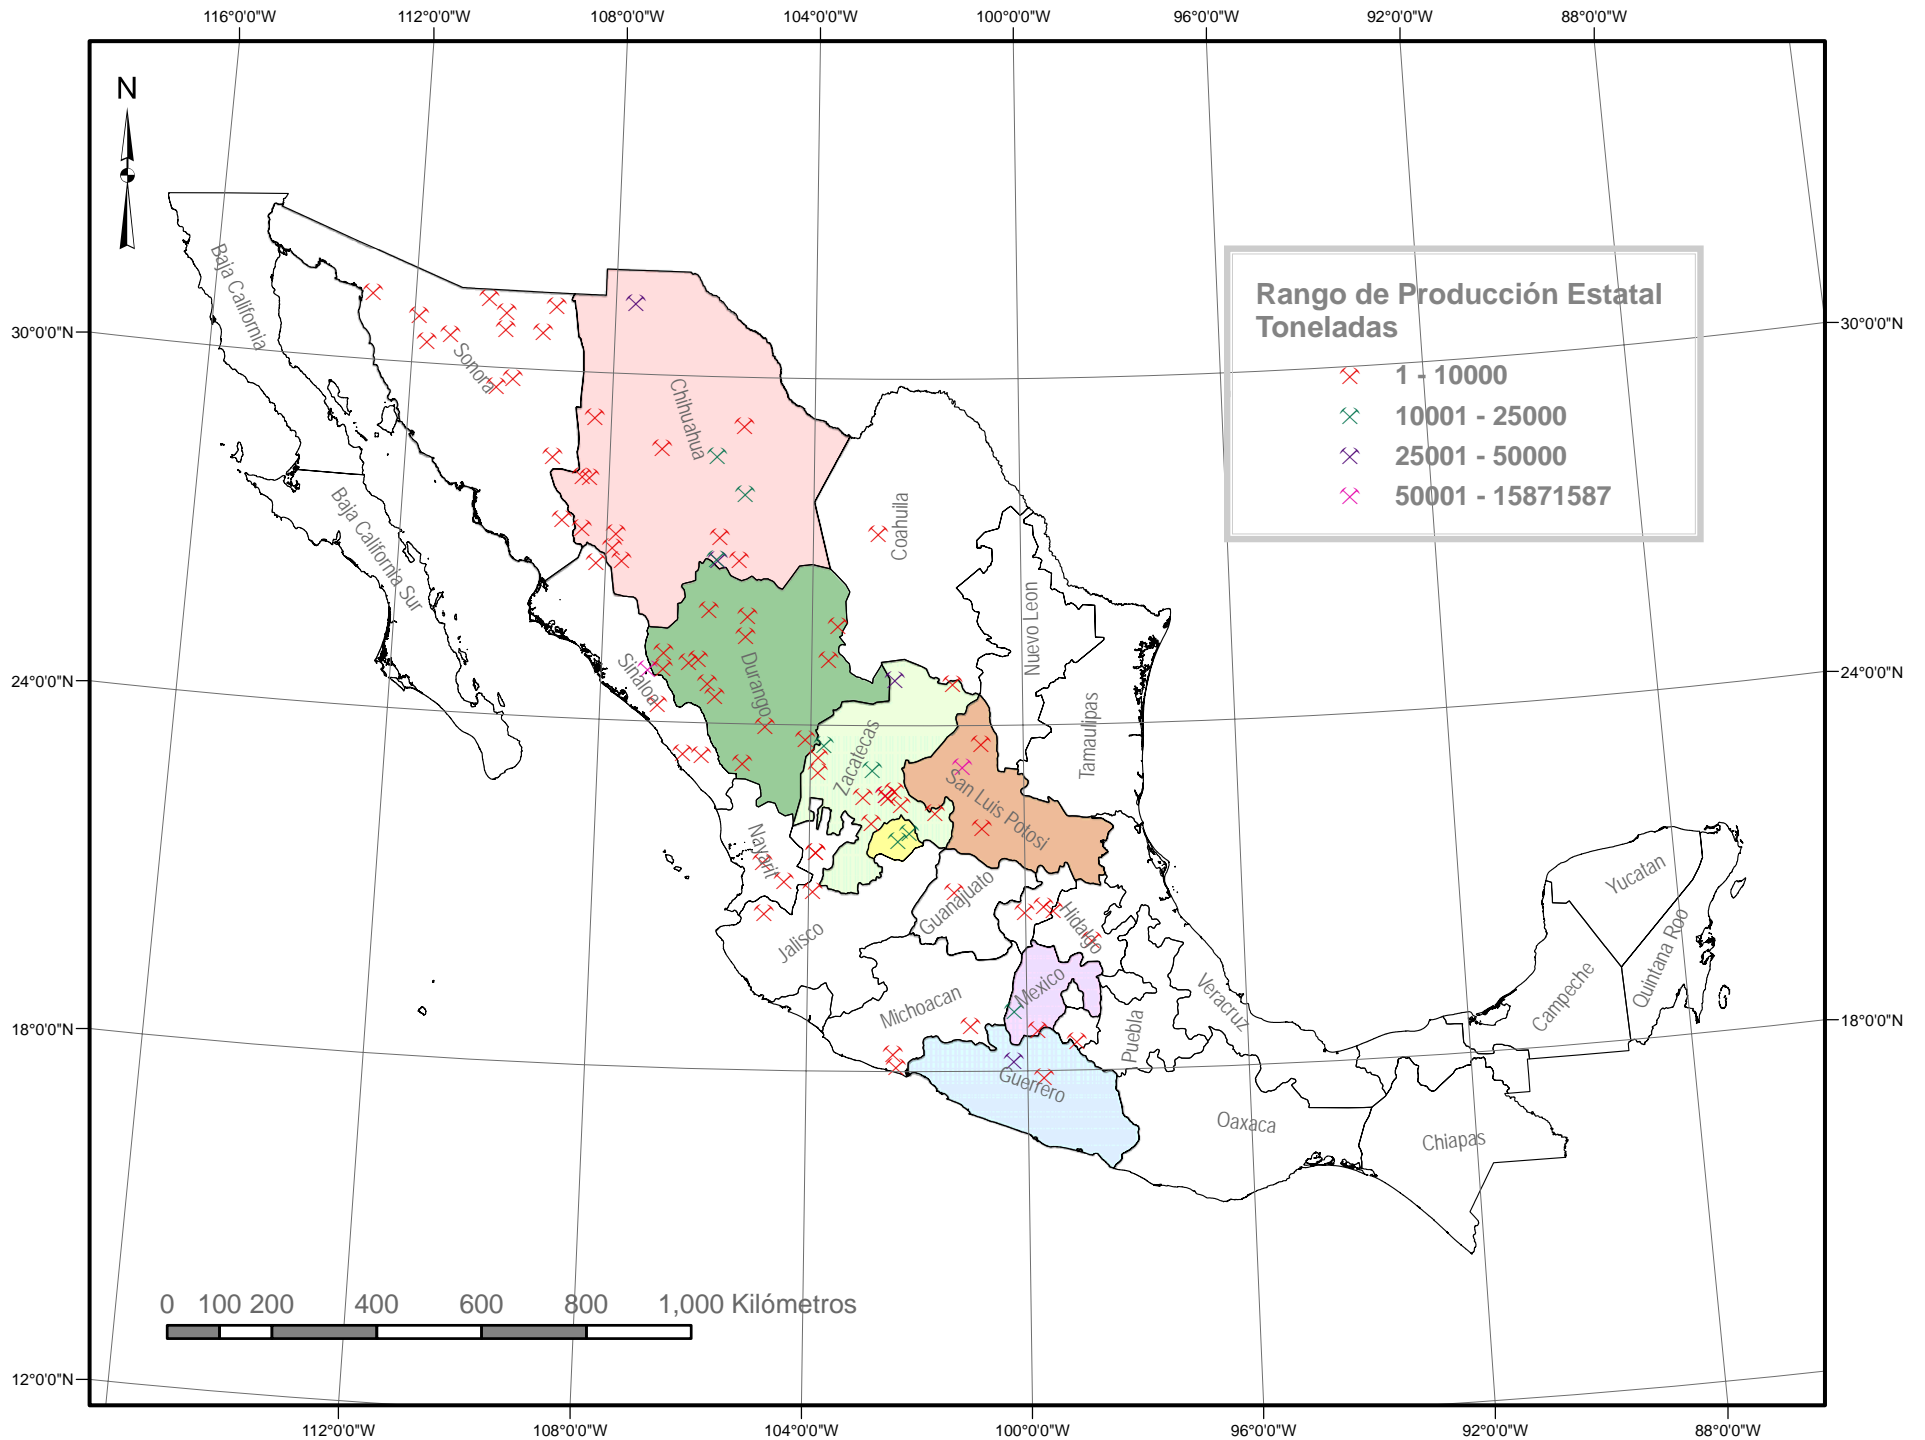 116°0'0"W 112°0'0"W 108°0'0"W 104°0'0"W 100°0'0"W 96°0'0"W 92°0'0"W 88°0'0"W
N
Baja California
Sonora
Chihuahua
Rango de Producción Estatal
Toneladas
1 - 10000
10001 - 25000
25001 - 50000
50001 - 15871587
30°0'0"N
30°0'0"N
Baja California Sur
Coahuila
Nuevo Leon
Sinaloa
Durango
Tamaulipas
24°0'0"N
24°0'0"N
Zacatecas
San Luis Potosi
Nayarit
Guanajuato
Jalisco
Hidalgo
Yucatan
Quintana Roo
Campeche
Michoacan
Mexico
Veracruz
Puebla
18°0'0"N
18°0'0"N
Guerrero
Oaxaca
Chiapas
0 100 200 400 600 800 1,000 Kilómetros
12°0'0"N
112°0'0"W 108°0'0"W 104°0'0"W 100°0'0"W 96°0'0"W 92°0'0"W 88°0'0"W